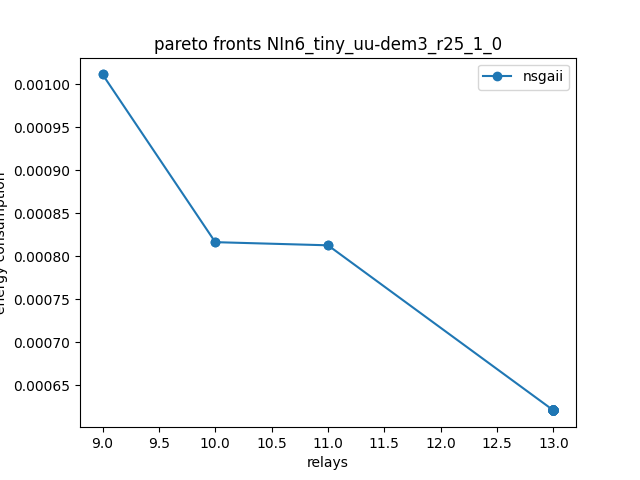 pareto fronts NIn6_tiny_uu-dem3_r25_1_0
nsgaii
0.00100
0.00095
0.00090
0.00085
0.00080
0.00075
0.00070
0.00065
energy consumption
9.0 9.5 10.0 10.5 11.0 11.5 12.0 12.5 13.0
relays